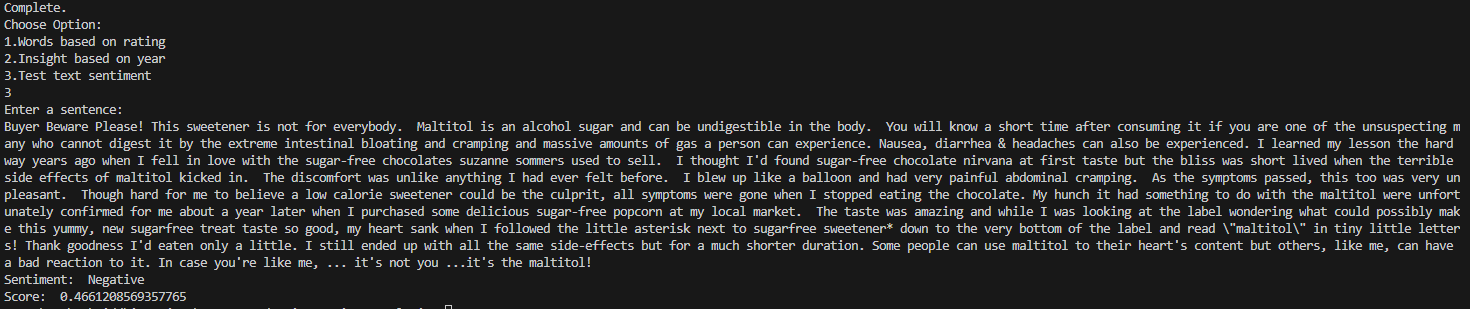 Complete.
Choose Option:
1.Words based on rating
2.Insight based on year
3.Test text sentiment
3
Enter a sentence:
Buyer Beware Please! This sweetener is not for everybody.  Maltitol is an alcohol sugar and can be undigestible in the body.  You will know a short time after consuming it if you are one of the unsuspecting m
any who cannot digest it by the extreme intestinal bloating and cramping and massive amounts of gas a person can experience. Nausea, diarrhea & headaches can also be experienced. I learned my lesson the hard
way years ago when I fell in love with the sugar-free chocolates suzanne sommers used to sell.  I thought I'd found sugar-free chocolate nirvana at first taste but the bliss was short lived when the terrible
side effects of maltitol kicked in.  The discomfort was unlike anything I had ever felt before.  I blew up like a balloon and had very painful abdominal cramping.  As the symptoms passed, this too was very un
pleasant.  Though hard for me to believe a low calorie sweetener could be the culprit, all symptoms were gone when I stopped eating the chocolate. My hunch it had something to do with the maltitol were unfort
unately confirmed for me about a year later when I purchased some delicious sugar-free popcorn at my local market.  The taste was amazing and while I was looking at the label wondering what could possibly mak
e this yummy, new sugarfree treat taste so good, my heart sank when I followed the little asterisk next to sugarfree sweetener* down to the very bottom of the label and read \"maltitol\" in tiny little letter
s! Thank goodness I'd eaten only a little. I still ended up with all the same side-effects but for a much shorter duration. Some people can use maltitol to their heart's content but others, like me, can have
a bad reaction to it. In case you're like me, ... it's not you ...it's the maltitol!
Sentiment:  Negative
Score:  0.4661208569357765